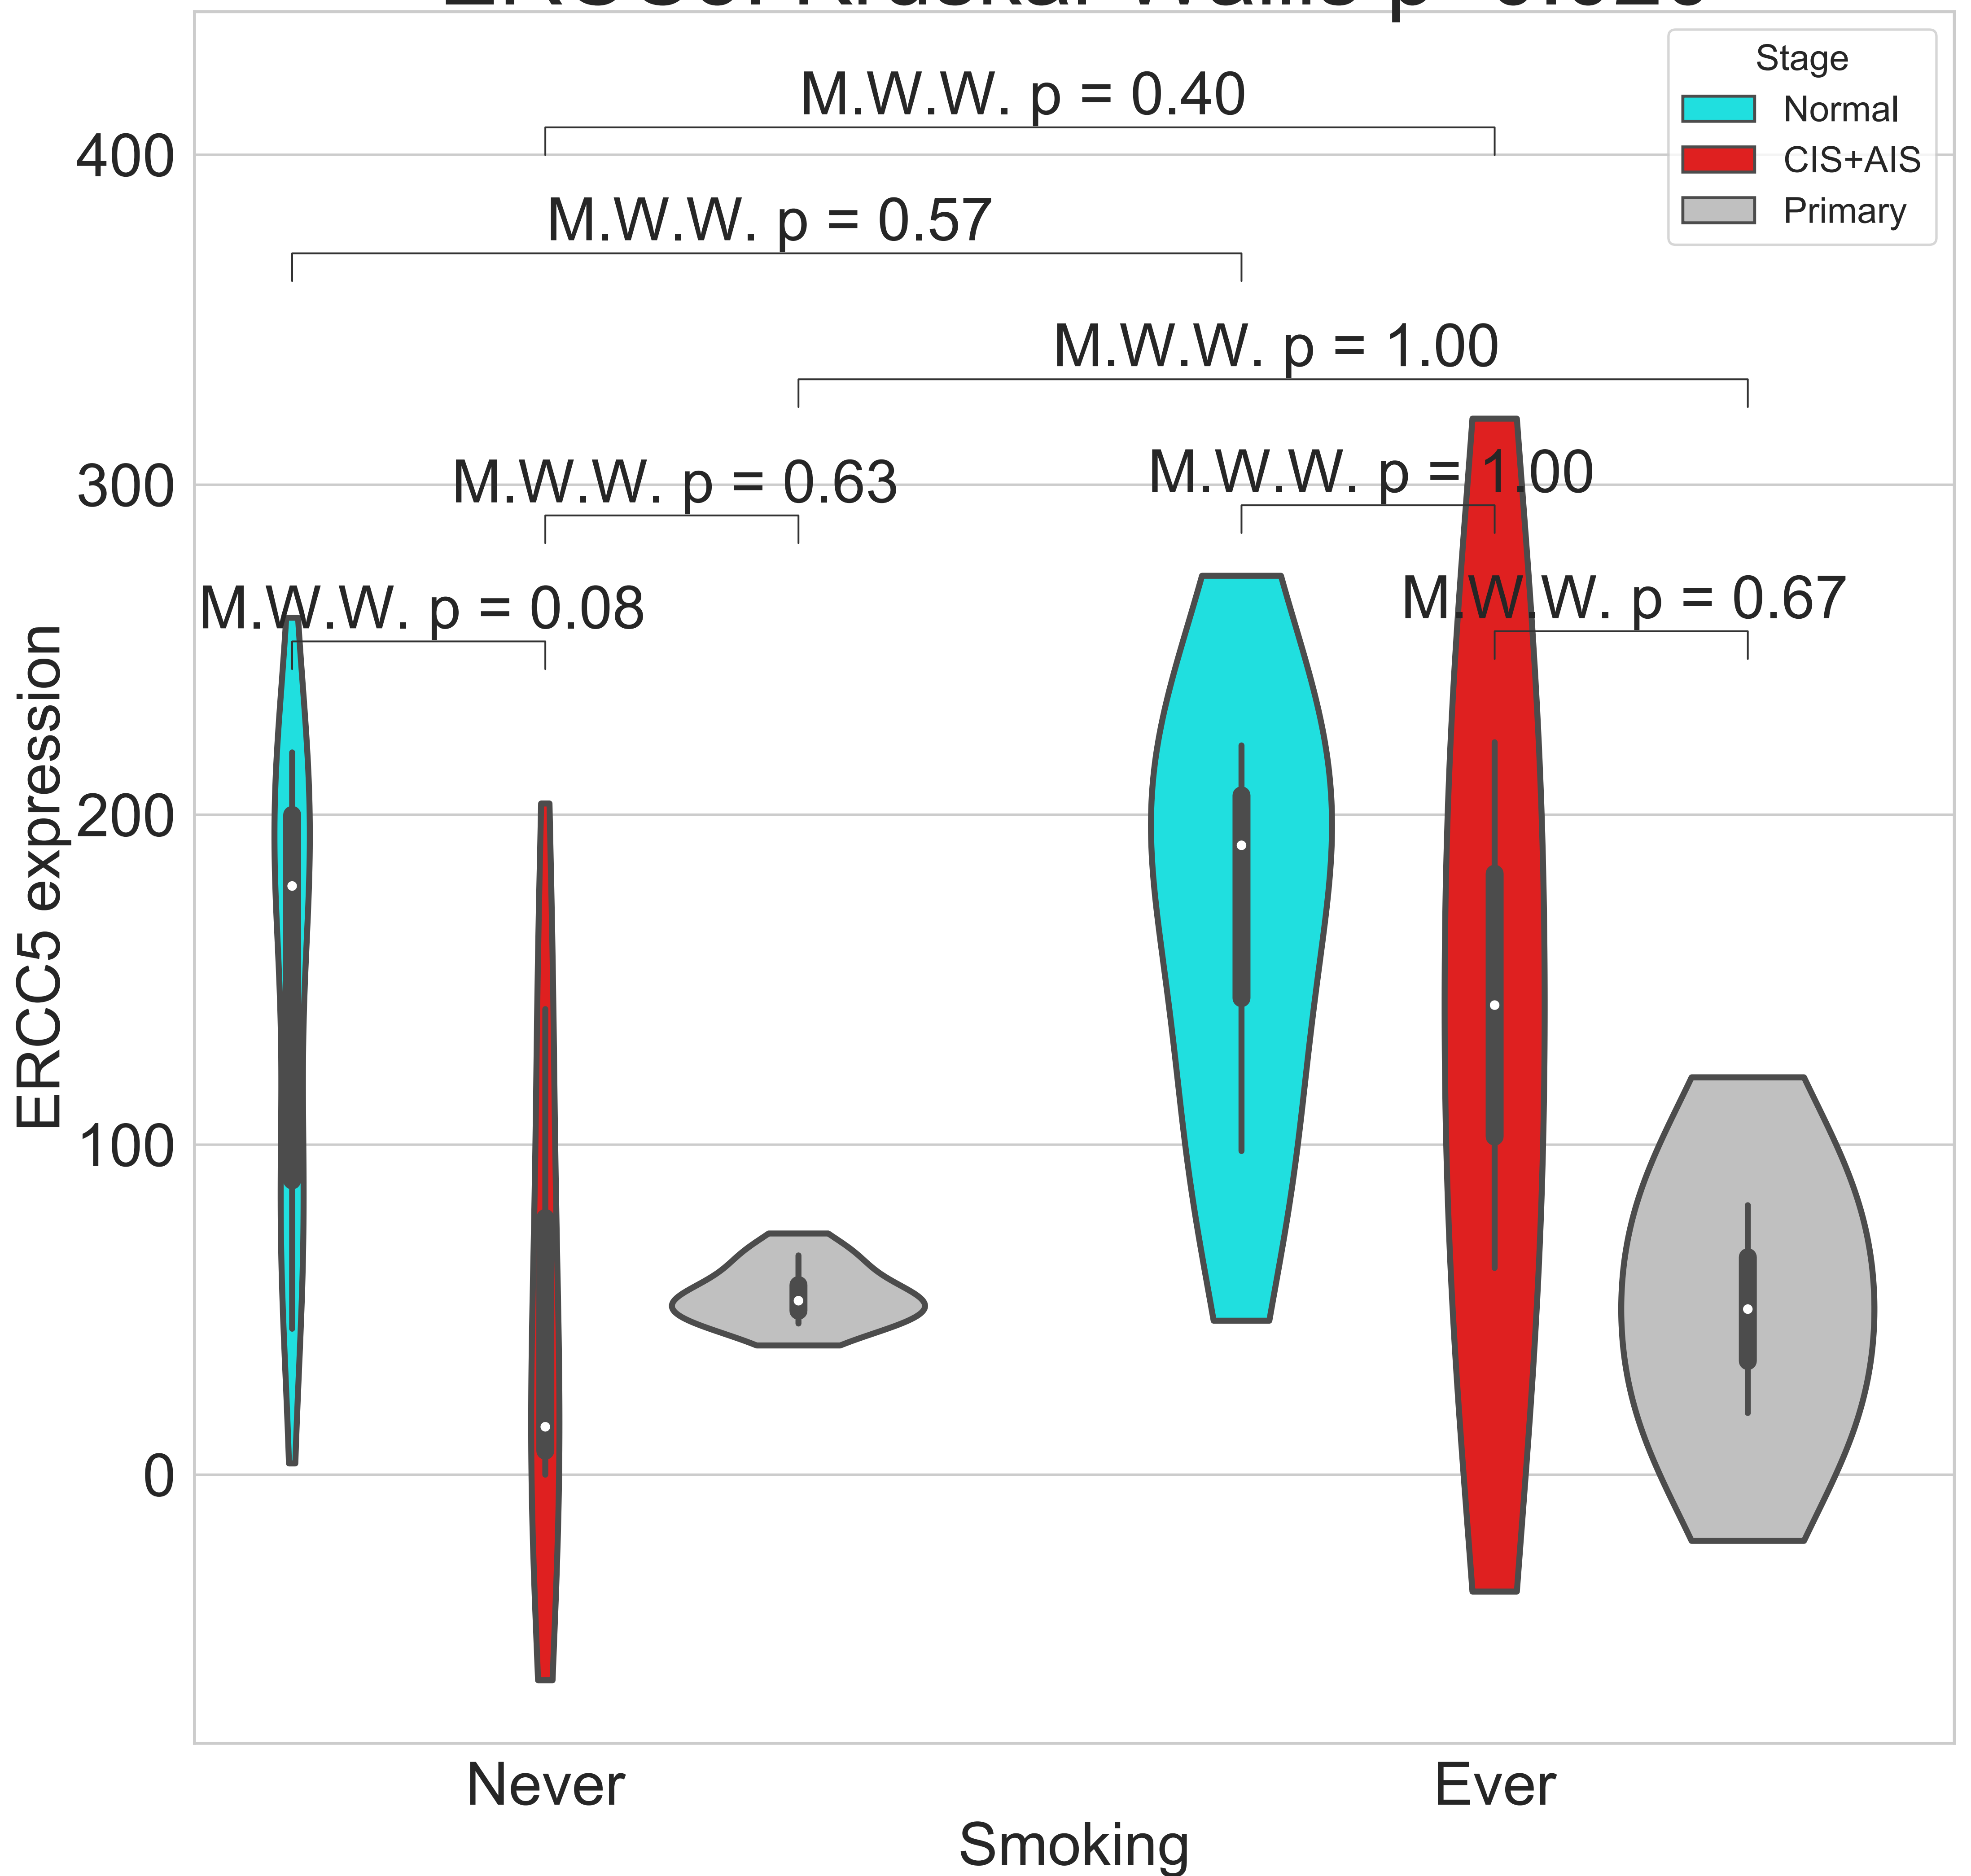 M.W.W. p = 0.40
M.W.W. p = 0.57
M.W.W. p = 1.00
M.W.W. p = 0.63
M.W.W. p = 1.00
M.W.W. p = 0.08
M.W.W. p = 0.67
Stage
Normal
CIS+AIS
Primary
ERCC5 expression
400
300
200
100
0
Never
Ever
Smoking